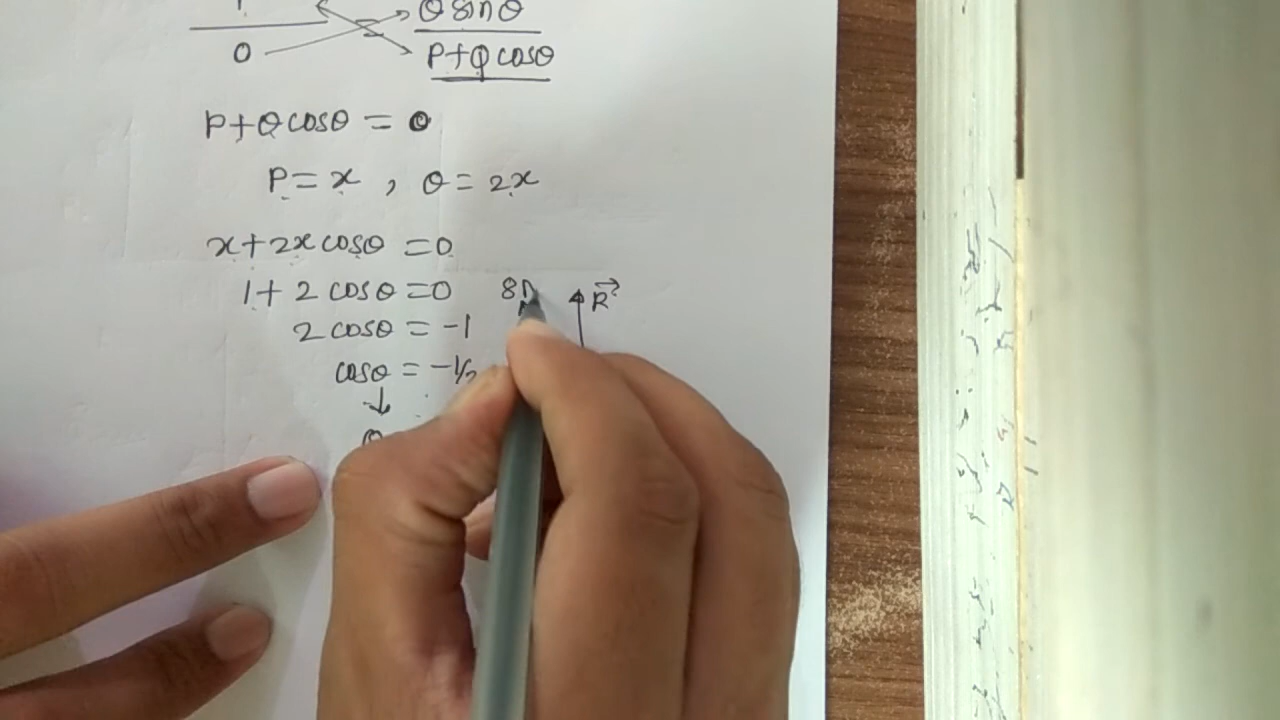 0
Q sinθ
P+Q cosθ
P+Q cosθ = 0
P = x , Q = 2x
x+2x cosθ = 0
1+ 2 cosθ = 0
2 cosθ = -1
cosθ = -1/2
↓
θ
8N
R⃗